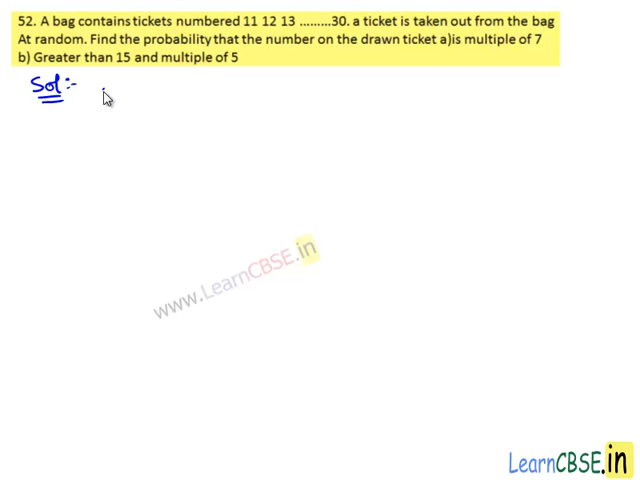 52. A bag contains tickets numbered 11 12 13 .........30. a ticket is taken out from the bag
At random. Find the probability that the number on the drawn ticket a)is multiple of 7
b) Greater than 15 and multiple of 5
Sol:-
www.LearnCBSE.in
LearnCBSE.in